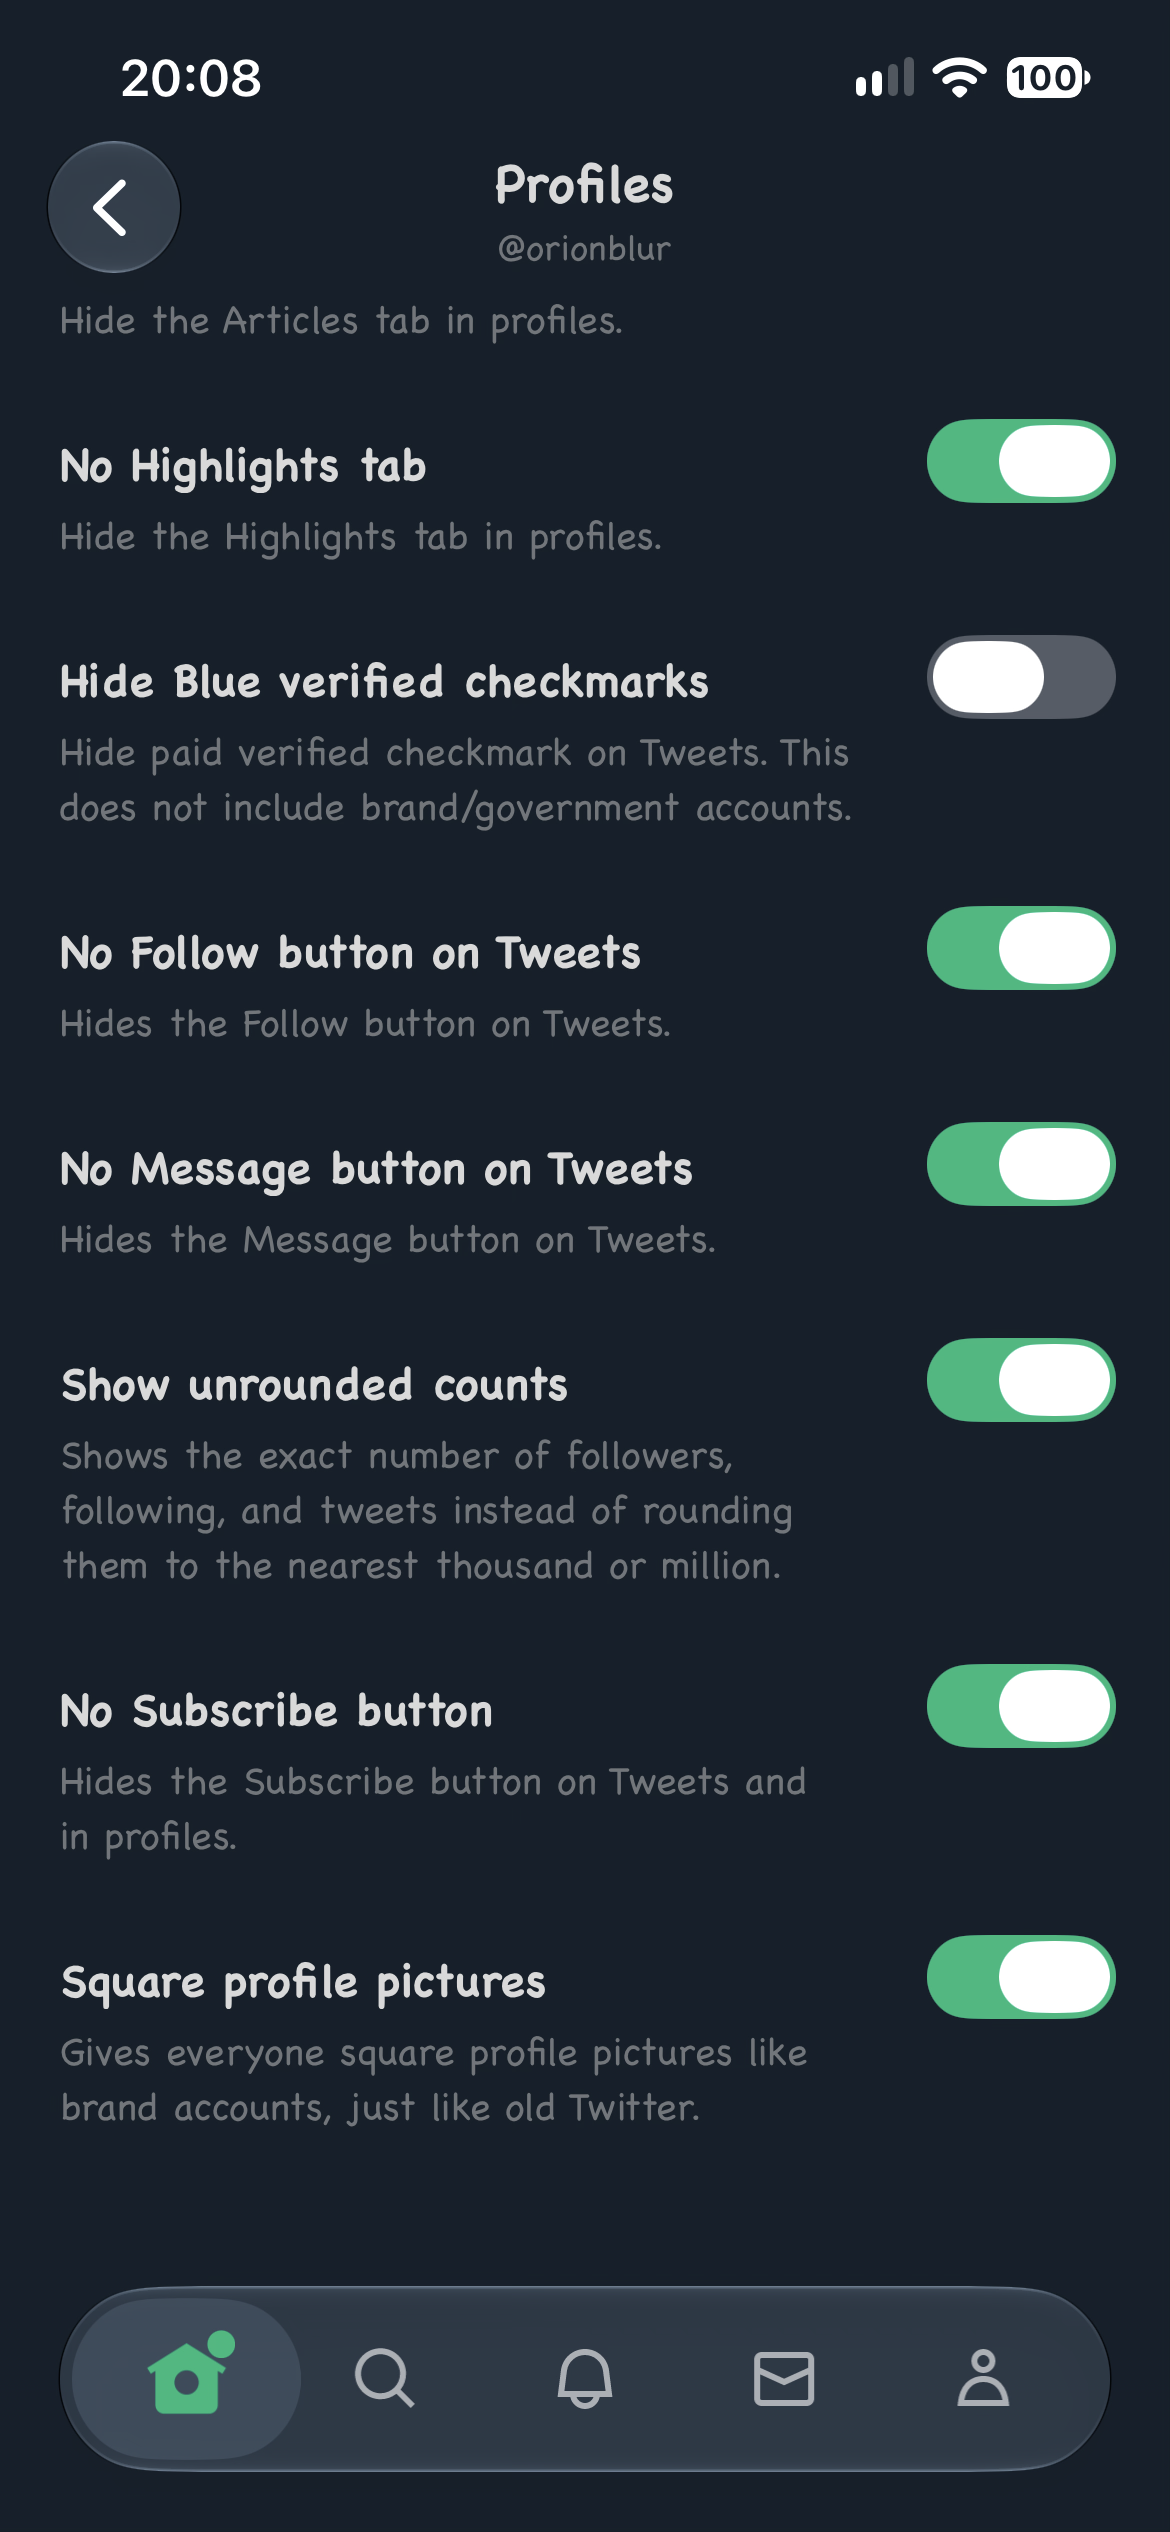 20:08
100
Profiles
@orionblur
Hide the Articles tab in profiles.
No Highlights tab
Hide the Highlights tab in profiles.
Hide Blue verified checkmarks
Hide paid verified checkmark on Tweets. This
does not include brand/government accounts.
No Follow button on Tweets
Hides the Follow button on Tweets.
No Message button on Tweets
Hides the Message button on Tweets.
Show unrounded counts
Shows the exact number of followers,
following, and tweets instead of rounding
them to the nearest thousand or million.
No Subscribe button
Hides the Subscribe button on Tweets and
in profiles.
Square profile pictures
Gives everyone square profile pictures like
brand accounts, just like old Twitter.